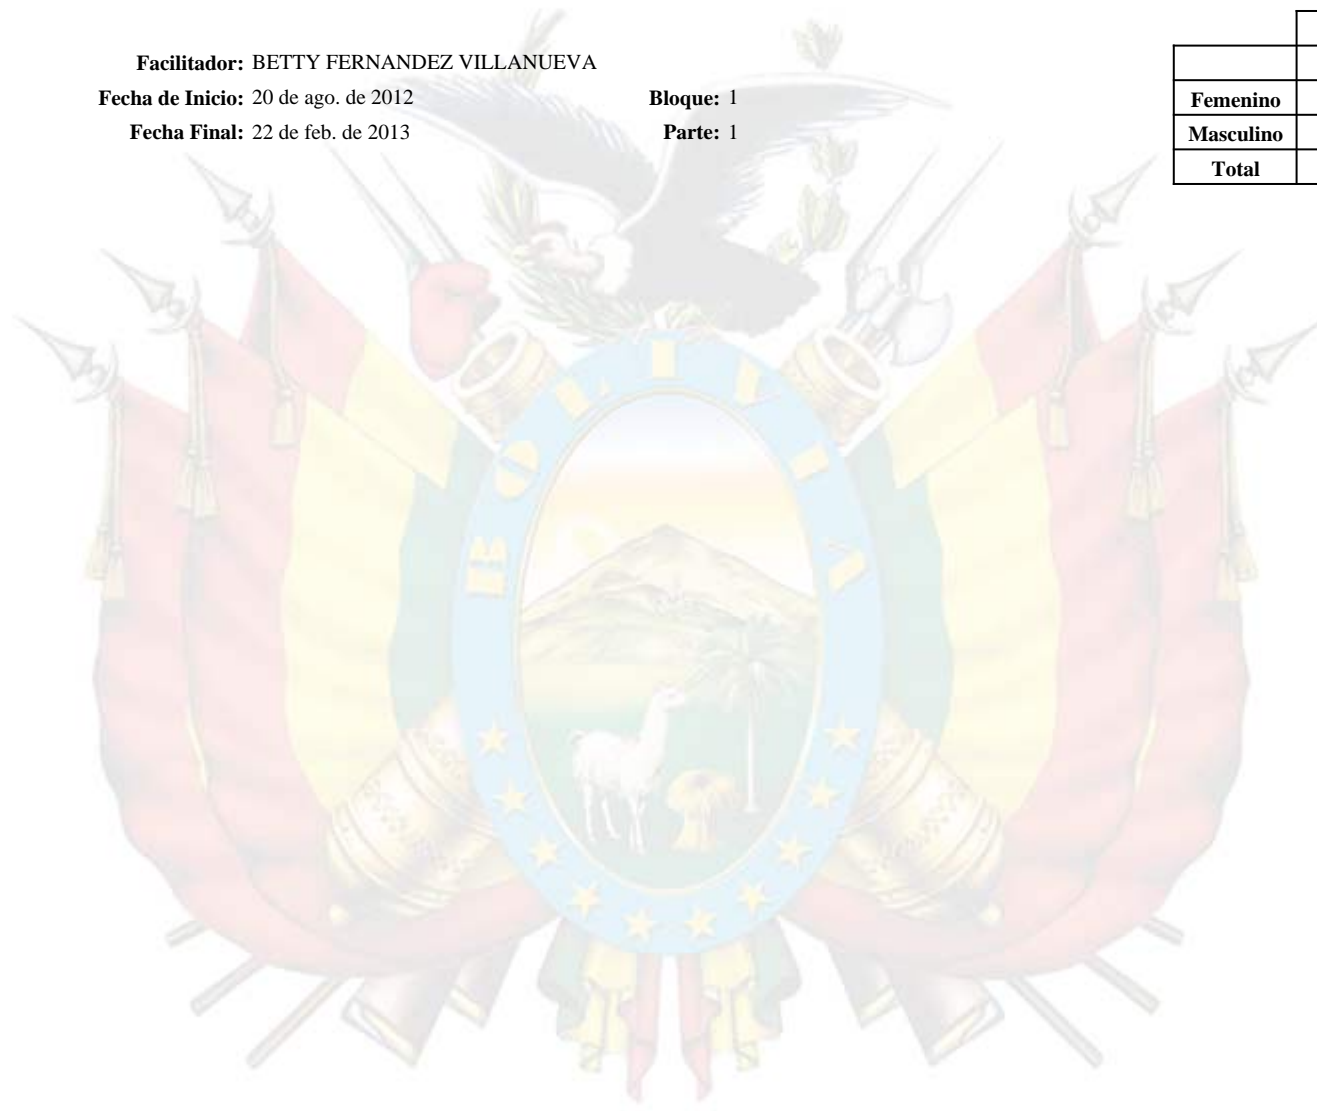 Facilitador: BETTY FERNANDEZ VILLANUEVA
Fecha de Inicio: 20 de ago. de 2012 Bloque: 1
Fecha Final: 22 de feb. de 2013 Parte: 1
Femenino
Masculino
Total
BOLIVIA